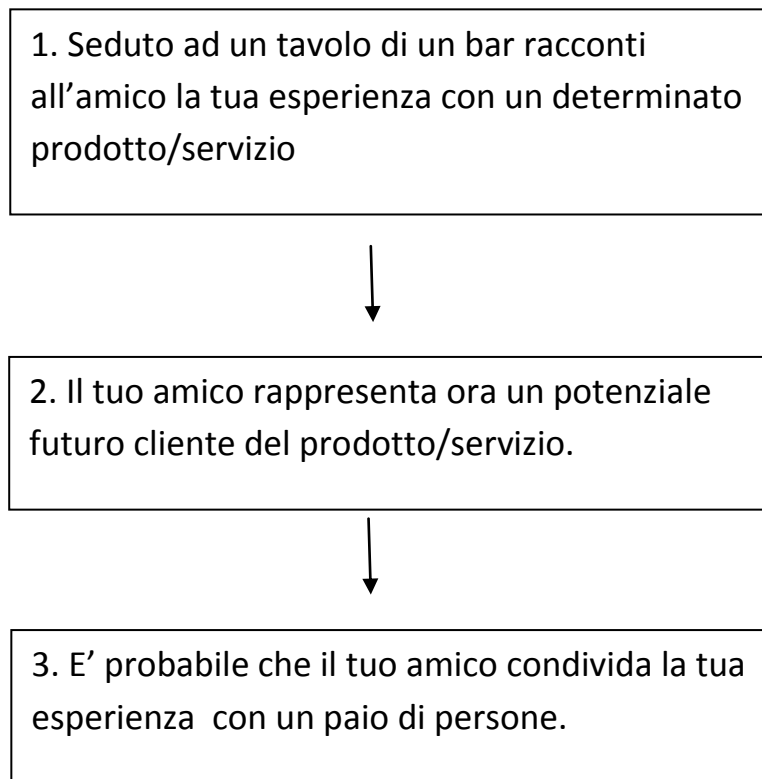 1. Seduto ad un tavolo di un bar racconti
all’amico la tua esperienza con un determinato
prodotto/servizio
2. Il tuo amico rappresenta ora un potenziale
futuro cliente del prodotto/servizio.
3. E’ probabile che il tuo amico condivida la tua
esperienza  con un paio di persone.